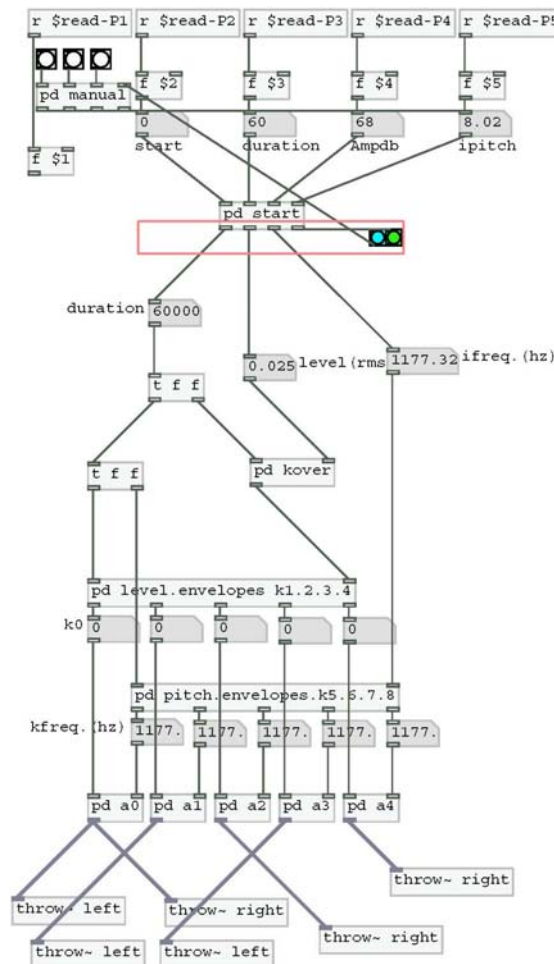 r $read-P1
r $read-P2
r $read-P3
r $read-P4
r $read-P5
f $2
f $3
f $4
f $5
pd manual
0
60
68
8.02
start
duration
Ampdb
ipitch
f $1
pd start
duration
60000
0.025
level(rms
1177.32
ifreq.(hz)
t f f
t f f
pd kover
pd level.envelopes k1.2.3.4
k0
0
0
0
0
0
pd pitch.envelopes.k5.6.7.8
kfreq.(hz)
1177.
1177.
1177.
1177.
1177.
pd a0
pd a1
pd a2
pd a3
pd a4
throw~ right
throw~ left
throw~ right
throw~ right
throw~ left
throw~ left